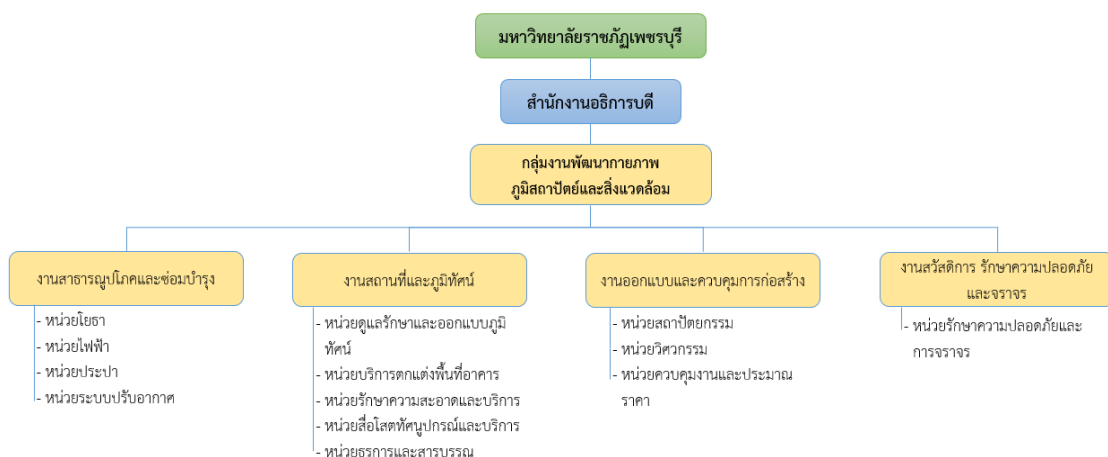 มหาวิทยาลัยราชภัฏเพชรบุรี
สำนักงานอธิการบดี
กลุ่มงานพัฒนากายภาพ
ภูมิสถาปัตย์และสิ่งแวดล้อม
งานสาธารณูปโภคและซ่อมบำรุง
- หน่วยโยธา
- หน่วยไฟฟ้า
- หน่วยประปา
- หน่วยระบบปรับอากาศ
งานสถานที่และภูมิทัศน์
- หน่วยดูแลรักษาและออกแบบภูมิ
ทัศน์
- หน่วยบริการตกแต่งพื้นที่อาคาร
- หน่วยรักษาความสะอาดและบริการ
- หน่วยสื่อโสตทัศนูปกรณ์และบริการ
- หน่วยธุรการและสารบรรณ
งานออกแบบและควบคุมการก่อสร้าง
- หน่วยสถาปัตยกรรม
- หน่วยวิศวกรรม
- หน่วยควบคุมงานและประมาณ
ราคา
งานสวัสดิการ รักษาความปลอดภัย
และจราจร
- หน่วยรักษาความปลอดภัยและ
การจราจร